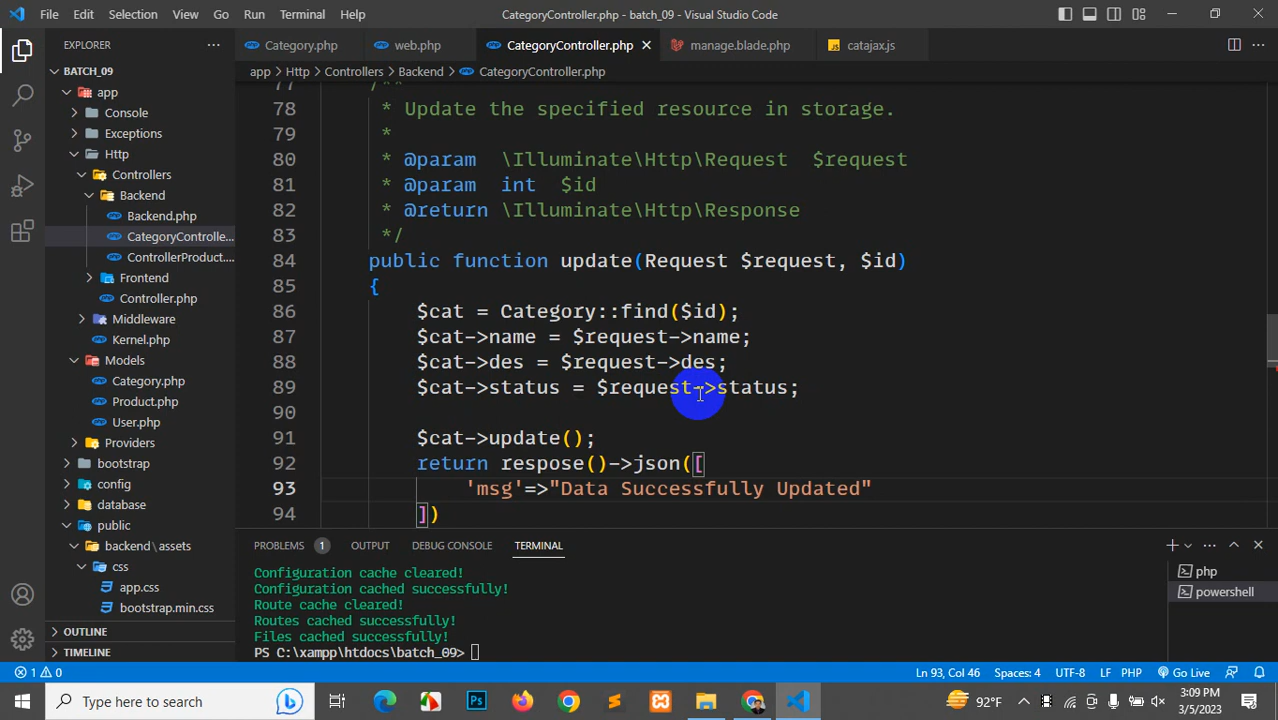 File Edit Selection View Go Run Terminal Help
CategoryController.php - batch_09 - Visual Studio Code
EXPLORER
Category.php
web.php
CategoryController.php
manage.blade.php
catajax.js
BATCH_09
app > Http > Controllers > Backend > CategoryController.php
app
Console
Exceptions
Http
Controllers
Backend
Backend.php
CategoryControlle...
ControllerProduct....
Frontend
Controller.php
Middleware
Kernel.php
Models
Category.php
Product.php
User.php
Providers
bootstrap
config
database
public
backend\assets
css
app.css
bootstrap.min.css
OUTLINE
TIMELINE
77 /**
78 * Update the specified resource in storage.
79 *
80 * @param \Illuminate\Http\Request $request
81 * @param int $id
82 * @return \Illuminate\Http\Response
83 */
84 public function update(Request $request, $id)
85 {
86 $cat = Category::find($id);
87 $cat->name = $request->name;
88 $cat->des = $request->des;
89 $cat->status = $request->status;
90
91 $cat->update();
92 return respose()->json([
93 'msg'=>"Data Successfully Updated"
94 ])
PROBLEMS 1 OUTPUT DEBUG CONSOLE TERMINAL
Configuration cache cleared!
Configuration cached successfully!
Route cache cleared!
Routes cached successfully!
Files cached successfully!
PS C:\xampp\htdocs\batch_09>
php
powershell
1 0
Ln 93, Col 46 Spaces: 4 UTF-8 LF PHP Go Live
Type here to search
Ps
92°F
3:09 PM
3/5/2023